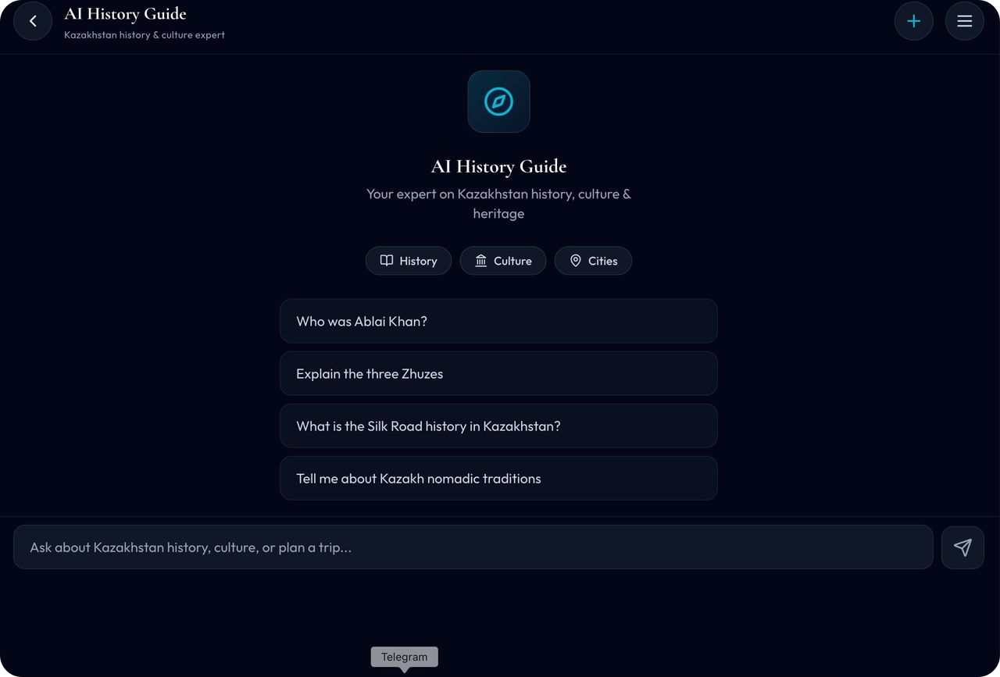 AI History Guide
Kazakhstan history & culture expert
AI History Guide
Your expert on Kazakhstan history, culture &
heritage
History Culture Cities
Who was Ablai Khan?
Explain the three Zhuzes
What is the Silk Road history in Kazakhstan?
Tell me about Kazakh nomadic traditions
Ask about Kazakhstan history, culture, or plan a trip...
Telegram